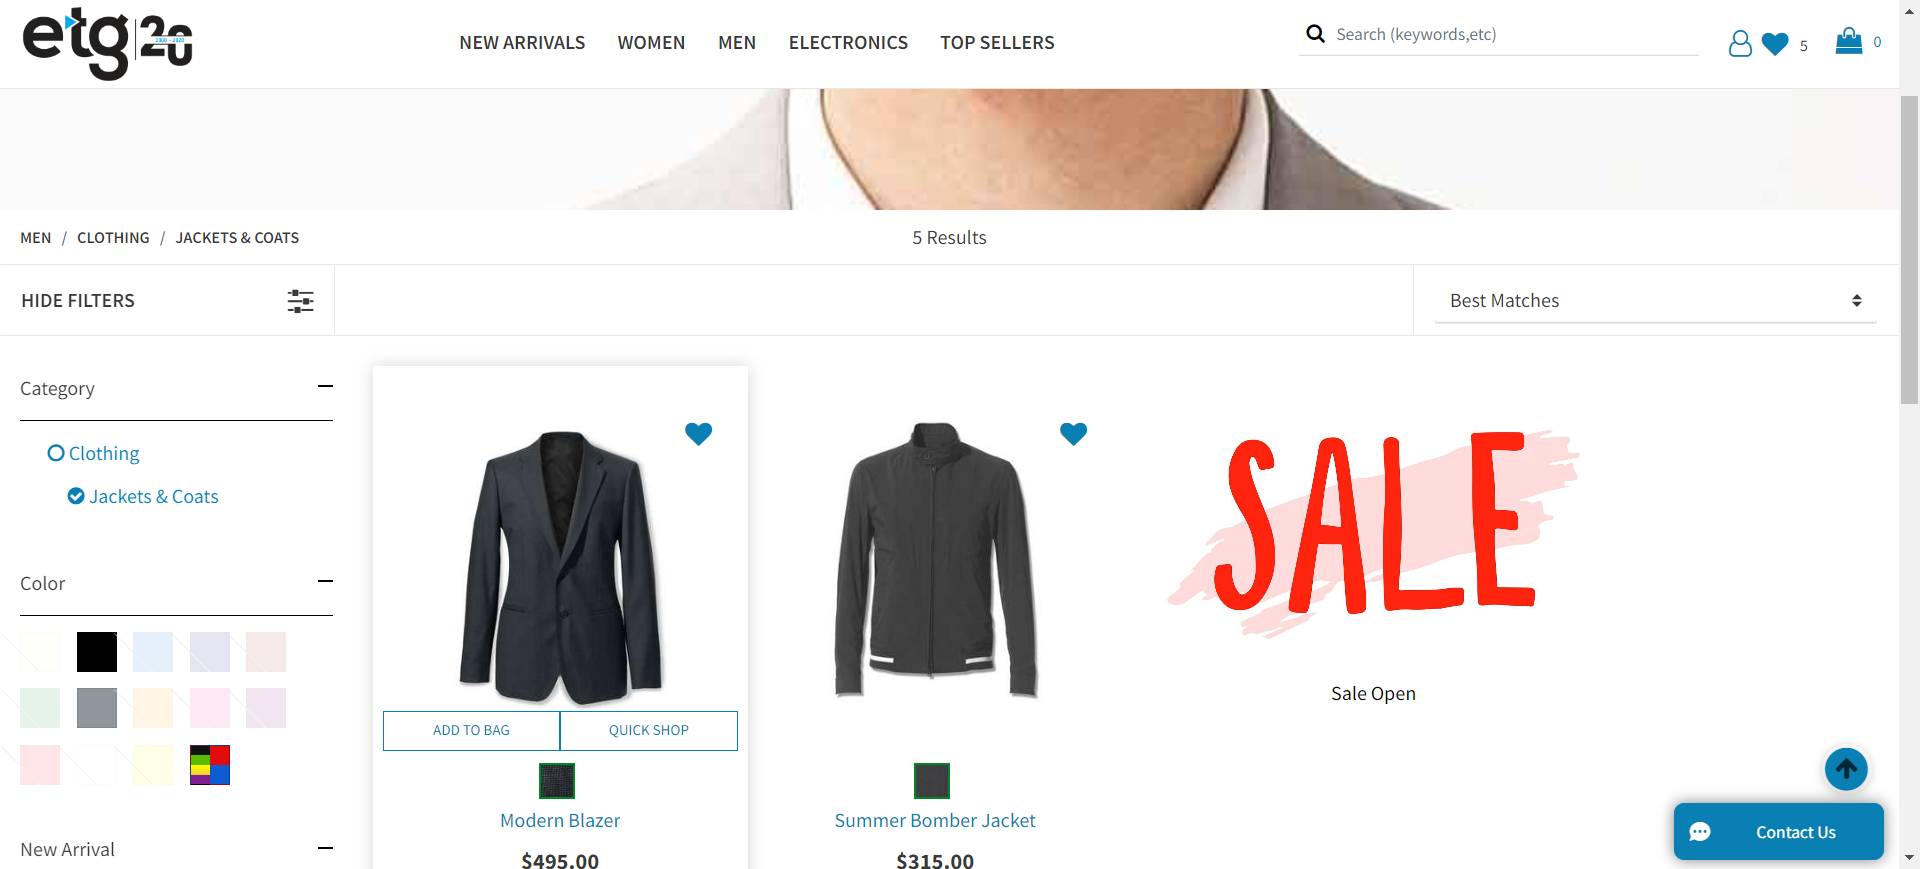 etg 20
2000 - 2020
NEW ARRIVALS
WOMEN
MEN
ELECTRONICS
TOP SELLERS
Search (keywords,etc)
5
0
MEN / CLOTHING / JACKETS & COATS
5 Results
HIDE FILTERS
Best Matches
Category
Clothing
Jackets & Coats
Color
New Arrival
ADD TO BAG
QUICK SHOP
Modern Blazer
$495.00
Summer Bomber Jacket
$315.00
SALE
Sale Open
Contact Us